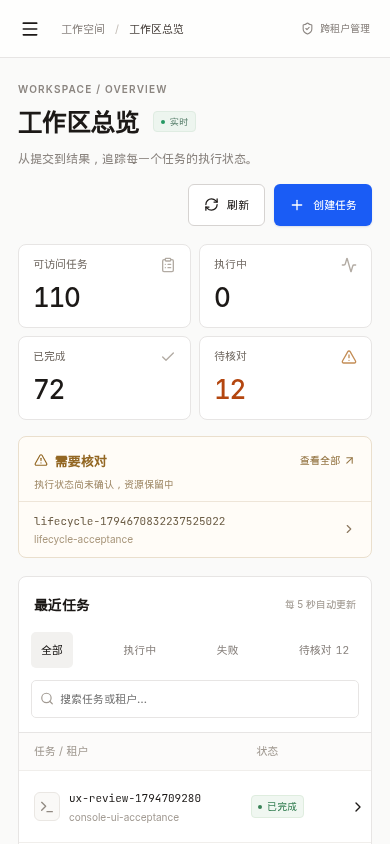 工作空间 / 工作区总览
跨租户管理
WORKSPACE / OVERVIEW
工作区总览
实时
从提交到结果，追踪每一个任务的执行状态。
刷新
创建任务
可访问任务
110
执行中
0
已完成
72
待核对
12
需要核对
查看全部
执行状态尚未确认，资源保留中
lifecycle-1794670832237525022
lifecycle-acceptance
最近任务
每 5 秒自动更新
全部
执行中
失败
待核对 12
搜索任务或租户...
任务 / 租户
状态
ux-review-1794709280
已完成
console-ui-acceptance